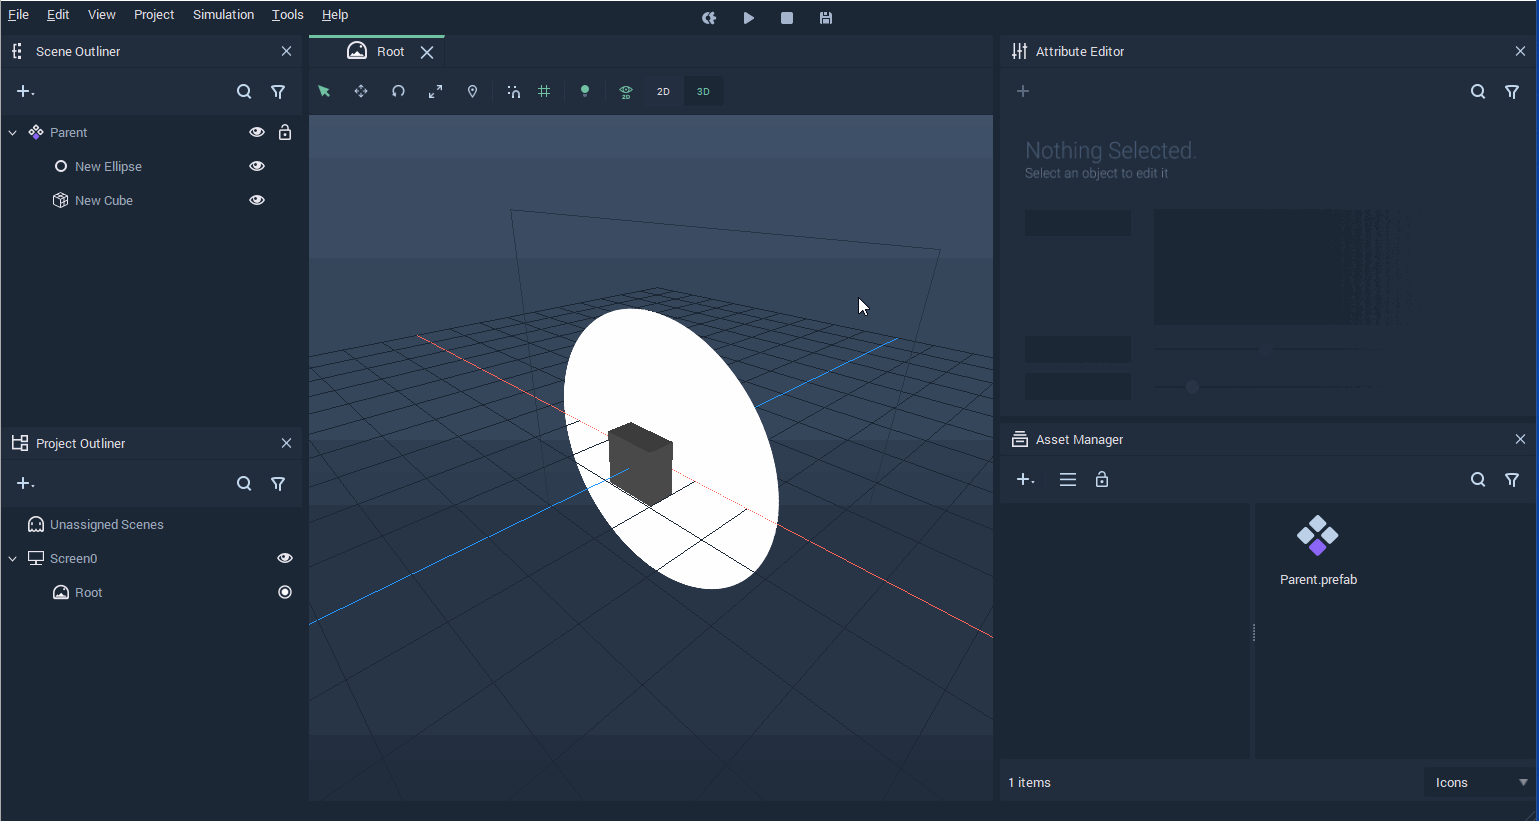 File Edit View Project Simulation Tools Help
Scene Outliner
Parent
New Ellipse
New Cube
Project Outliner
Unassigned Scenes
Screen0
Root
Root
2D 2D 3D
Attribute Editor
Nothing Selected.
Select an object to edit it
Asset Manager
Parent.prefab
1 items
Icons